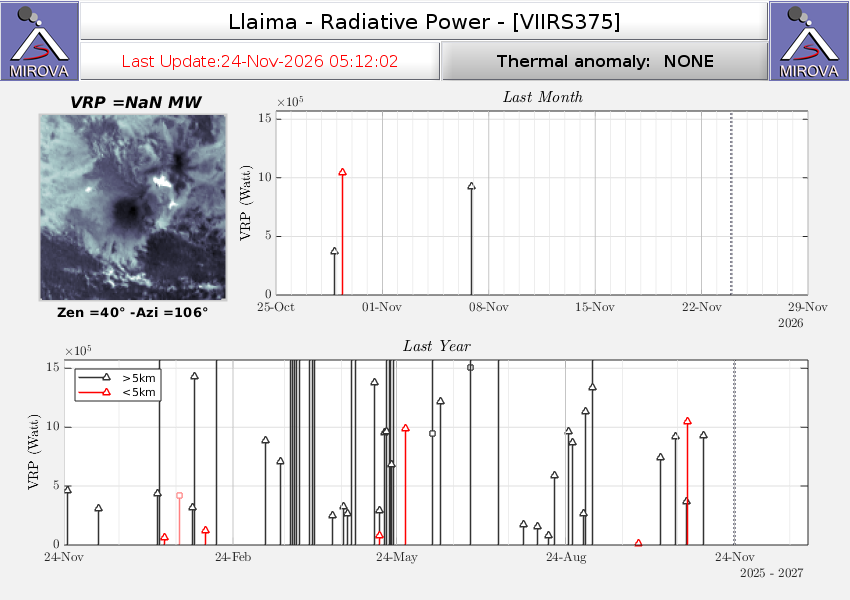 Llaima - Radiative Power - [VIIRS375]
MIROVA
Last Update:24-Nov-2026 05:12:02
Thermal anomaly: NONE
MIROVA
VRP =NaN MW
Zen =40° -Azi =106°
Last Month
×10⁵
VRP (Watt)
15
10
5
0
25-Oct
01-Nov
08-Nov
15-Nov
22-Nov
29-Nov
2026
Last Year
×10⁵
VRP (Watt)
15
10
5
0
>5km
<5km
24-Nov
24-Feb
24-May
24-Aug
24-Nov
2025 - 2027